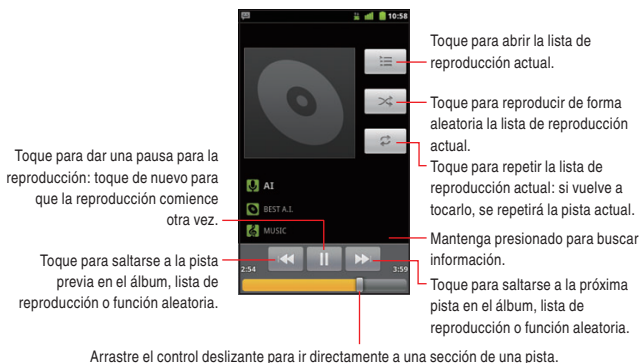 10:58
Toque para abrir la lista de
reproducción actual.
Toque para reproducir de forma
aleatoria la lista de reproducción
actual.
Toque para repetir la lista de
reproducción actual: si vuelve a
tocarlo, se repetirá la pista actual.
Toque para dar una pausa para la
reproducción: toque de nuevo para
que la reproducción comience
otra vez.
AI
BEST A.I.
MUSIC
Mantenga presionado para buscar
información.
Toque para saltarse a la pista
previa en el álbum, lista de
reproducción o función aleatoria.
2:54
3:59
Toque para saltarse a la próxima
pista en el álbum, lista de
reproducción o función aleatoria.
Arrastre el control deslizante para ir directamente a una sección de una pista.